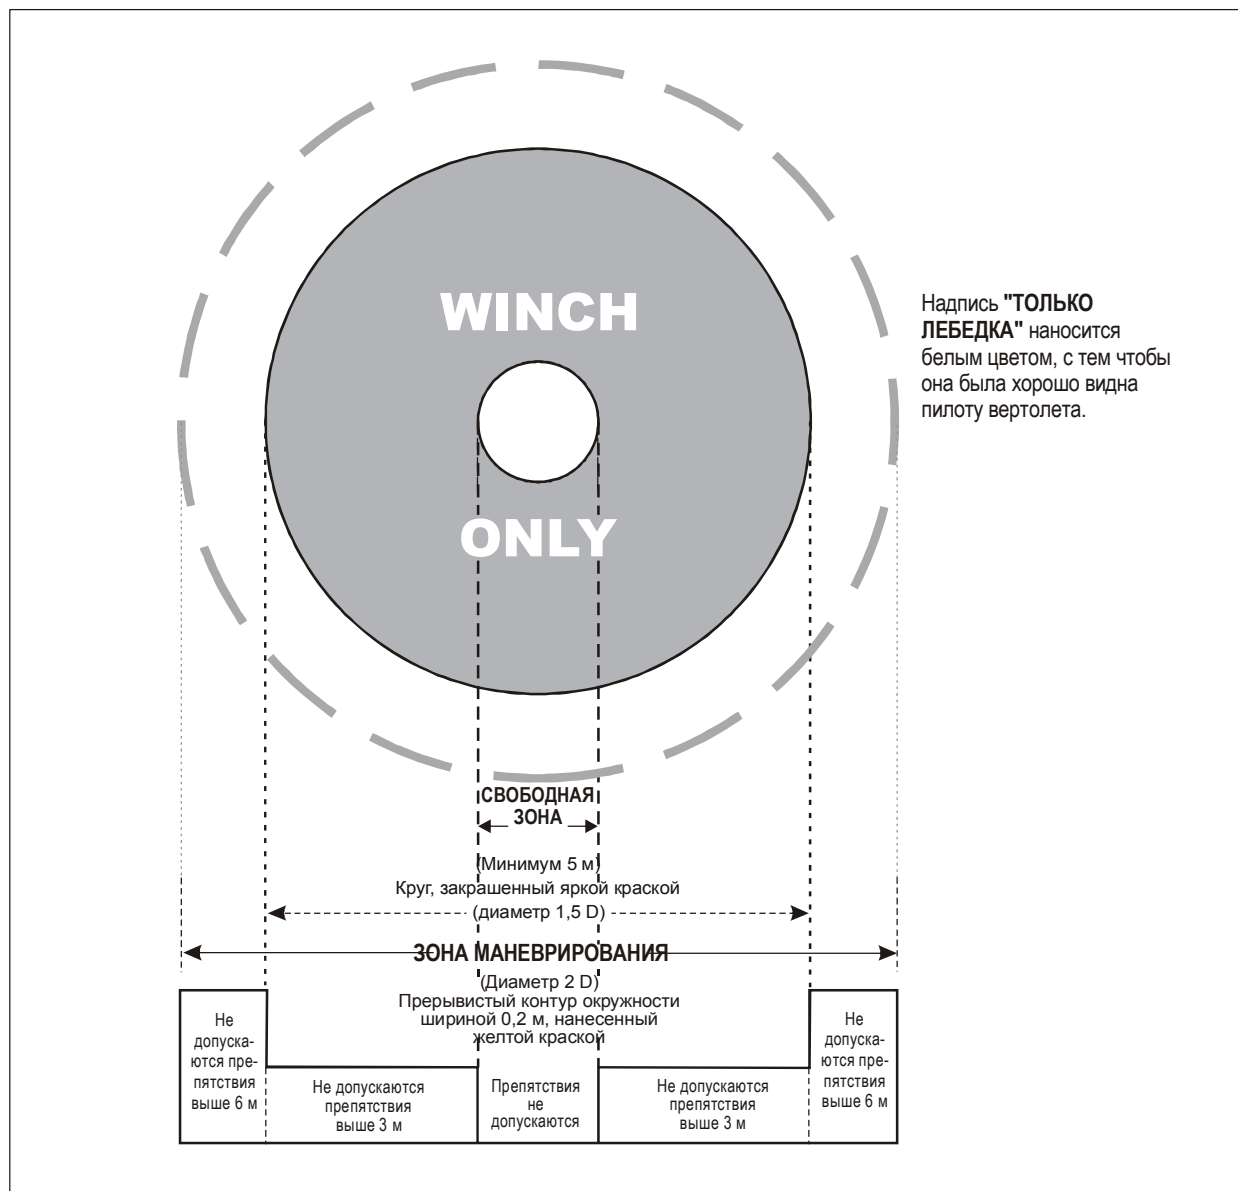 WINCH
ONLY
Надпись "ТОЛЬКО
ЛЕБЕДКА" наносится
белым цветом, с тем чтобы
она была хорошо видна
пилоту вертолета.
СВОБОДНАЯ
ЗОНА
(Минимум 5 м)
Круг, закрашенный яркой краской
(диаметр 1,5 D)
ЗОНА МАНЕВРИРОВАНИЯ
(Диаметр 2 D)
Прерывистый контур окружности
шириной 0,2 м, нанесенный
желтой краской
Не
допуска-
ются пре-
пятствия
выше 6 м
Не допускаются
препятствия
выше 3 м
Препятствия
не
допускаются
Не допускаются
препятствия
выше 3 м
Не
допуска-
ются пре-
пятствия
выше 6 м